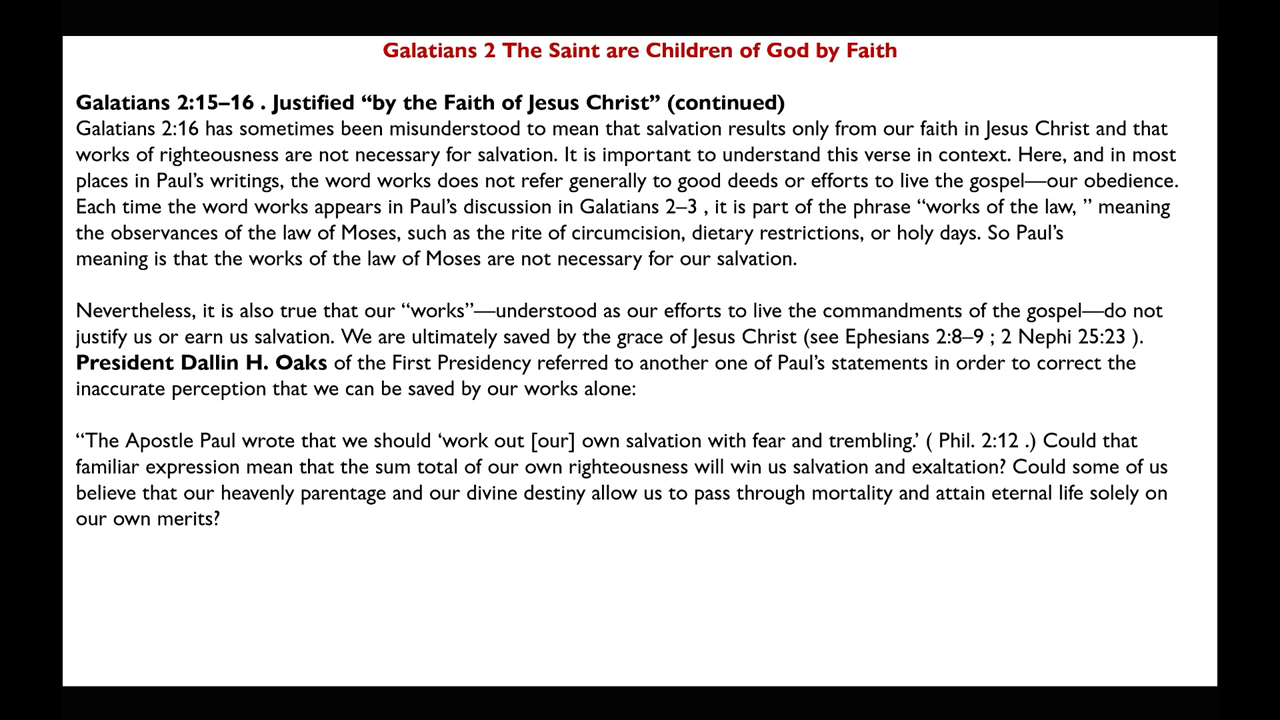 Galatians 2 The Saint are Children of God by Faith
Galatians 2:15–16 . Justified “by the Faith of Jesus Christ” (continued)
Galatians 2:16 has sometimes been misunderstood to mean that salvation results only from our faith in Jesus Christ and that
works of righteousness are not necessary for salvation. It is important to understand this verse in context. Here, and in most
places in Paul’s writings, the word works does not refer generally to good deeds or efforts to live the gospel—our obedience.
Each time the word works appears in Paul’s discussion in Galatians 2–3 , it is part of the phrase “works of the law, ” meaning
the observances of the law of Moses, such as the rite of circumcision, dietary restrictions, or holy days. So Paul’s
meaning is that the works of the law of Moses are not necessary for our salvation.
Nevertheless, it is also true that our “works”—understood as our efforts to live the commandments of the gospel—do not
justify us or earn us salvation. We are ultimately saved by the grace of Jesus Christ (see Ephesians 2:8–9 ; 2 Nephi 25:23 ).
President Dallin H. Oaks of the First Presidency referred to another one of Paul’s statements in order to correct the
inaccurate perception that we can be saved by our works alone:
“The Apostle Paul wrote that we should ‘work out [our] own salvation with fear and trembling.’ ( Phil. 2:12 .) Could that
familiar expression mean that the sum total of our own righteousness will win us salvation and exaltation? Could some of us
believe that our heavenly parentage and our divine destiny allow us to pass through mortality and attain eternal life solely on
our own merits?